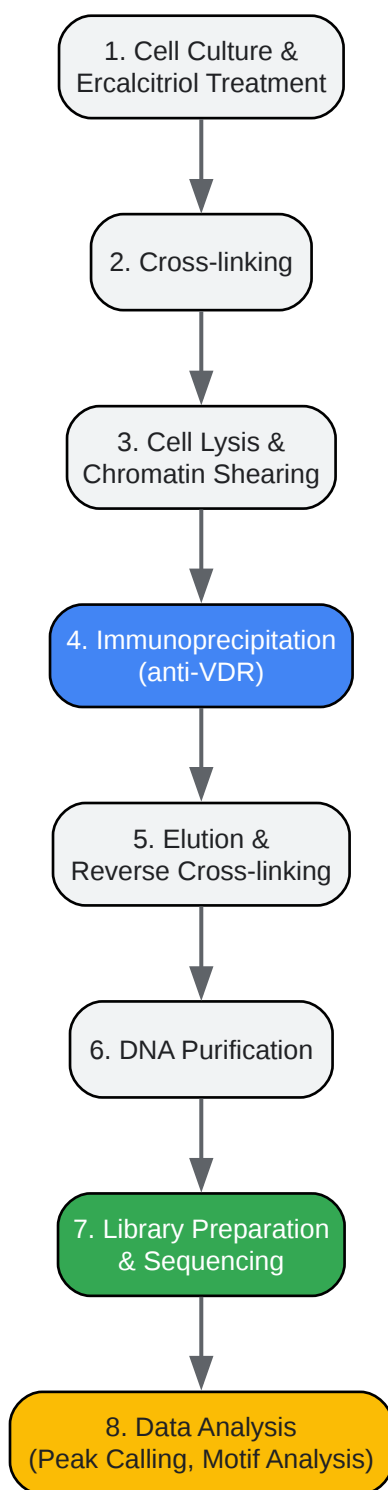 1. Cell Culture &
Ercalcitriol Treatment
2. Cross-linking
3. Cell Lysis &
Chromatin Shearing
4. Immunoprecipitation
(anti-VDR)
5. Elution &
Reverse Cross-linking
6. DNA Purification
7. Library Preparation
& Sequencing
8. Data Analysis
(Peak Calling, Motif Analysis)